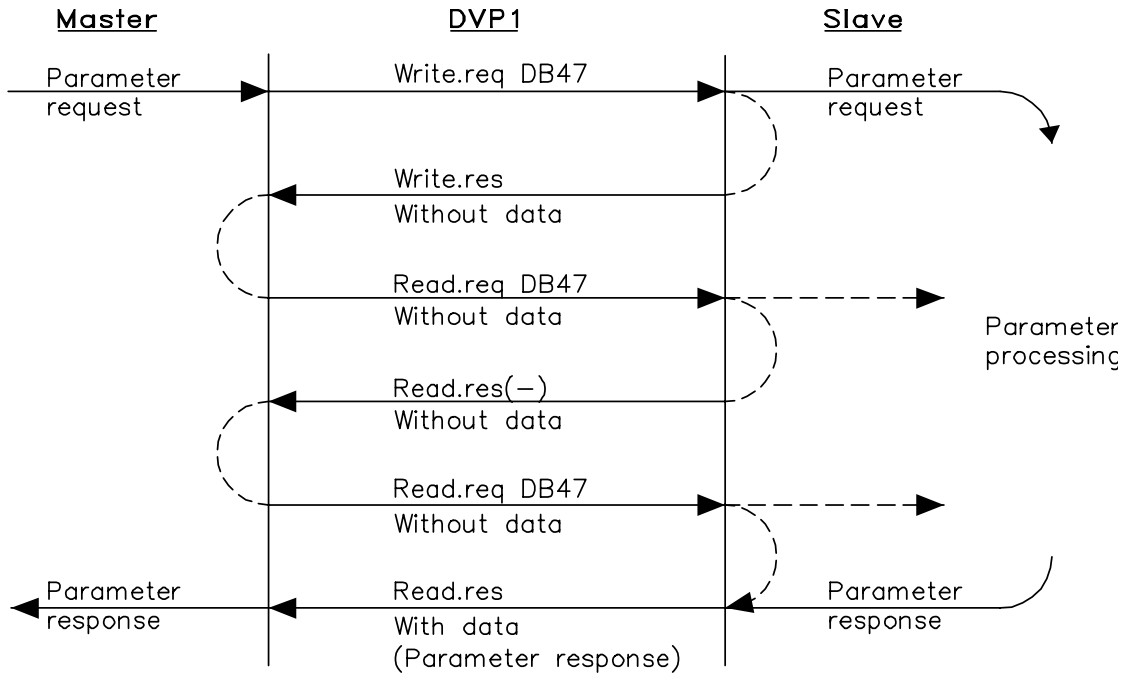 Master DVP1 Slave
Parameter
request
Write.req DB47
Parameter
request
Write.res
Without data
Read.req DB47
Without data
Parameter
processing
Read.res(-)
Without data
Read.req DB47
Without data
Parameter
response
Read.res
With data
(Parameter response)
Parameter
response